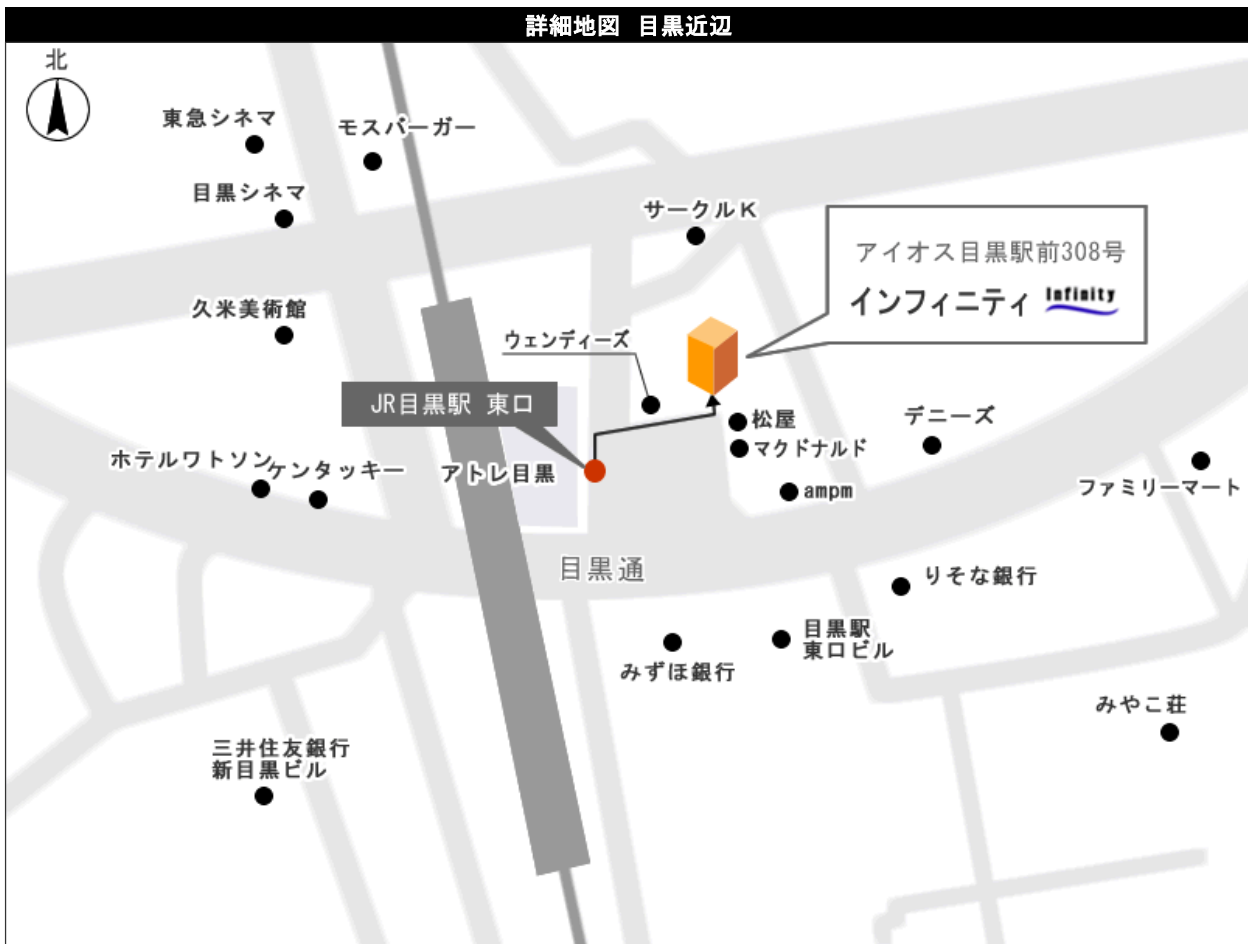 詳細地図 目黒近辺
北
東急シネマ
モスバーガー
目黒シネマ
サークルK
アイオス目黒駅前308号
インフィニティ Infinity
久米美術館
ウェンディーズ
JR目黒駅 東口
松屋
デニーズ
マクドナルド
ホテルワトソン
ケンタッキー
アトレ目黒
ampm
ファミリーマート
目黒通
りそな銀行
目黒駅
東口ビル
みずほ銀行
みやこ荘
三井住友銀行
新目黒ビル